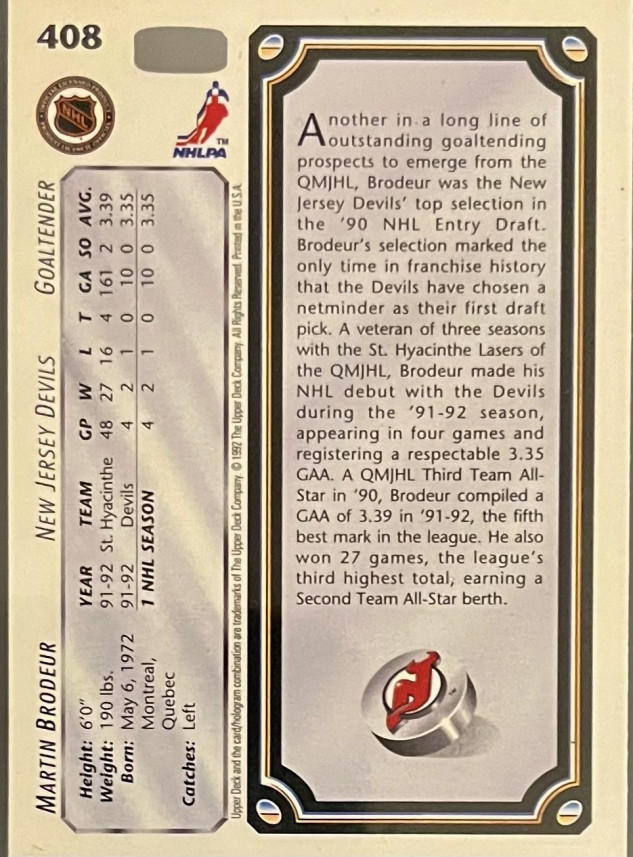 408
NHL
NHLPA
TM
MARTIN BRODEUR NEW JERSEY DEVILS GOALTENDER
Height: 6'0"
Weight: 190 lbs.
Born: May 6, 1972
Montreal,
Quebec
Catches: Left
YEAR TEAM GP W L T GA SO AVG.
91-92 St. Hyacinthe 48 27 16 4 161 2 3.39
91-92 Devils 4 2 1 0 10 0 3.35
1 NHL SEASON 4 2 1 0 10 0 3.35
Upper Deck and the card/hologram combination are trademarks of The Upper Deck Company. © 1992 The Upper Deck Company. All Rights Reserved. Printed in the U.S.A.
Another in a long line of
outstanding goaltending
prospects to emerge from the
QMJHL, Brodeur was the New
Jersey Devils' top selection in
the '90 NHL Entry Draft.
Brodeur's selection marked the
only time in franchise history
that the Devils have chosen a
netminder as their first draft
pick. A veteran of three seasons
with the St. Hyacinthe Lasers of
the QMJHL, Brodeur made his
NHL debut with the Devils
during the '91-92 season,
appearing in four games and
registering a respectable 3.35
GAA. A QMJHL Third Team All-
Star in '90, Brodeur compiled a
GAA of 3.39 in '91-92, the fifth
best mark in the league. He also
won 27 games, the league's
third highest total, earning a
Second Team All-Star berth.